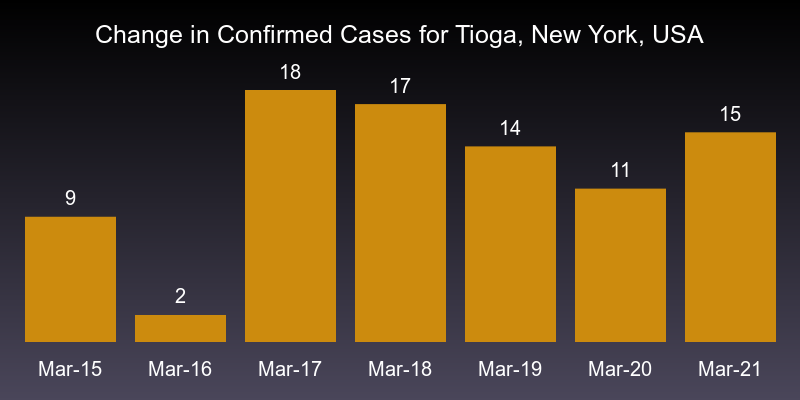 Change in Confirmed Cases for Tioga, New York, USA
9
2
18
17
14
11
15
Mar-15
Mar-16
Mar-17
Mar-18
Mar-19
Mar-20
Mar-21